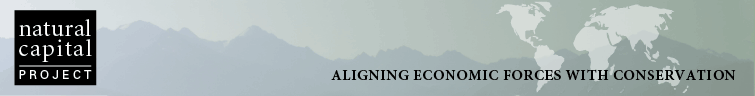 natural
capital
PROJECT
ALIGNING ECONOMIC FORCES WITH CONSERVATION